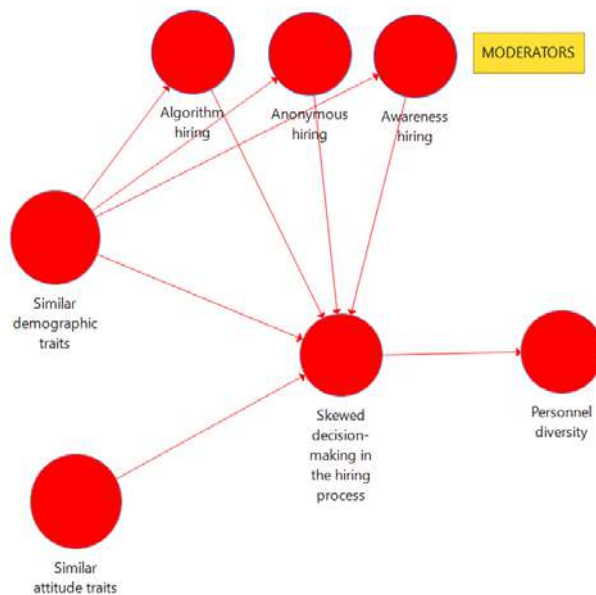 MODERATORS
Algorithm
hiring
Anonymous
hiring
Awareness
hiring
Similar
demographic
traits
Skewed
decision-
making in
the hiring
process
Personnel
diversity
Similar
attitude traits